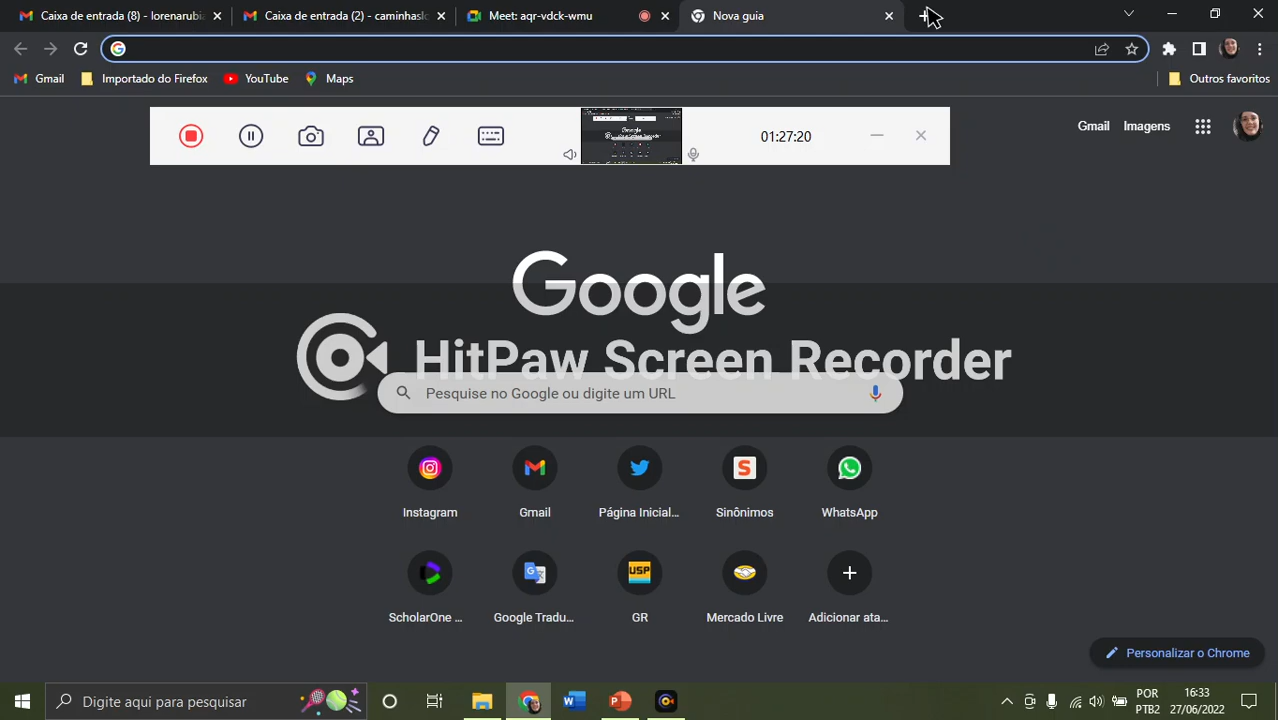 Caixa de entrada (8) - lorenarubia
Caixa de entrada (2) - caminhask
Meet: aqr-vdck-wmu
Nova guia
Gmail
Importado do Firefox
YouTube
Maps
Outros favoritos
01:27:20
Gmail
Imagens
Google
HitPaw Screen Recorder
Pesquise no Google ou digite um URL
Instagram
Gmail
Página Inicial...
Sinônimos
WhatsApp
USP
ScholarOne ...
Google Tradu...
GR
Mercado Livre
Adicionar ata...
Personalizar o Chrome
Digite aqui para pesquisar
POR
PTB2
16:33
27/06/2022